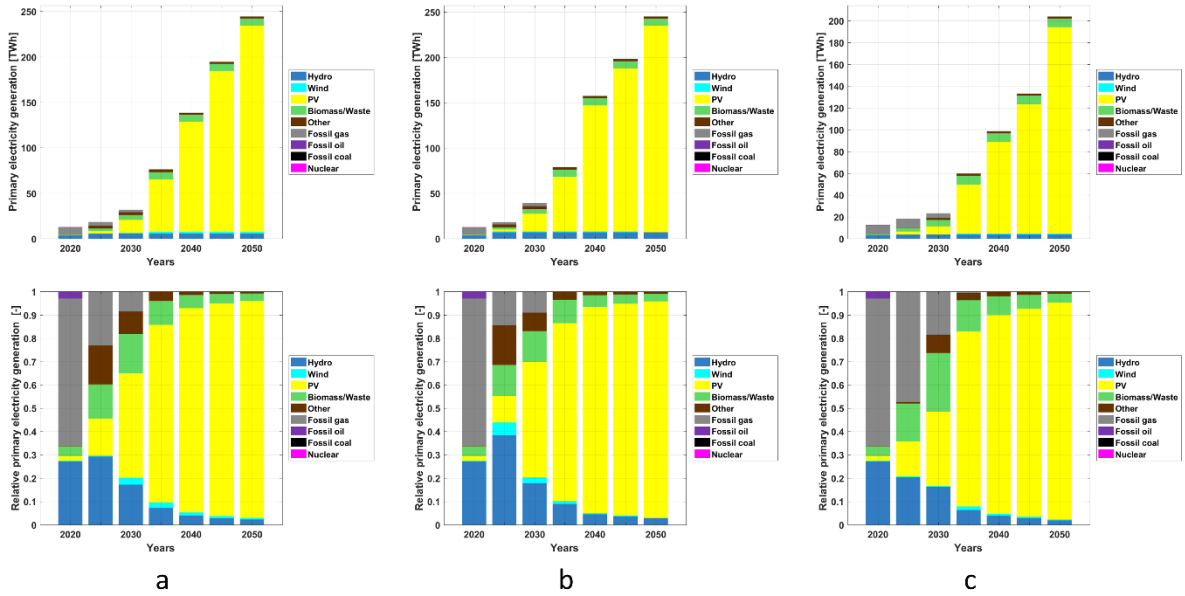 Primary electricity generation [TWh]
250
200
150
100
50
0
2020 2030 2040 2050
Years
Hydro
Wind
PV
Biomass/Waste
Other
Fossil gas
Fossil oil
Fossil coal
Nuclear
Primary electricity generation [TWh]
250
200
150
100
50
0
2020 2030 2040 2050
Years
Hydro
Wind
PV
Biomass/Waste
Other
Fossil gas
Fossil oil
Fossil coal
Nuclear
Primary electricity generation [TWh]
200
180
160
140
120
100
80
60
40
20
0
2020 2030 2040 2050
Years
Hydro
Wind
PV
Biomass/Waste
Other
Fossil gas
Fossil oil
Fossil coal
Nuclear
Relative primary electricity generation [-]
1
0.9
0.8
0.7
0.6
0.5
0.4
0.3
0.2
0.1
0
2020 2030 2040 2050
Years
Hydro
Wind
PV
Biomass/Waste
Other
Fossil gas
Fossil oil
Fossil coal
Nuclear
Relative primary electricity generation [-]
1
0.9
0.8
0.7
0.6
0.5
0.4
0.3
0.2
0.1
0
2020 2030 2040 2050
Years
Hydro
Wind
PV
Biomass/Waste
Other
Fossil gas
Fossil oil
Fossil coal
Nuclear
Relative primary electricity generation [-]
1
0.9
0.8
0.7
0.6
0.5
0.4
0.3
0.2
0.1
0
2020 2030 2040 2050
Years
Hydro
Wind
PV
Biomass/Waste
Other
Fossil gas
Fossil oil
Fossil coal
Nuclear
a b c